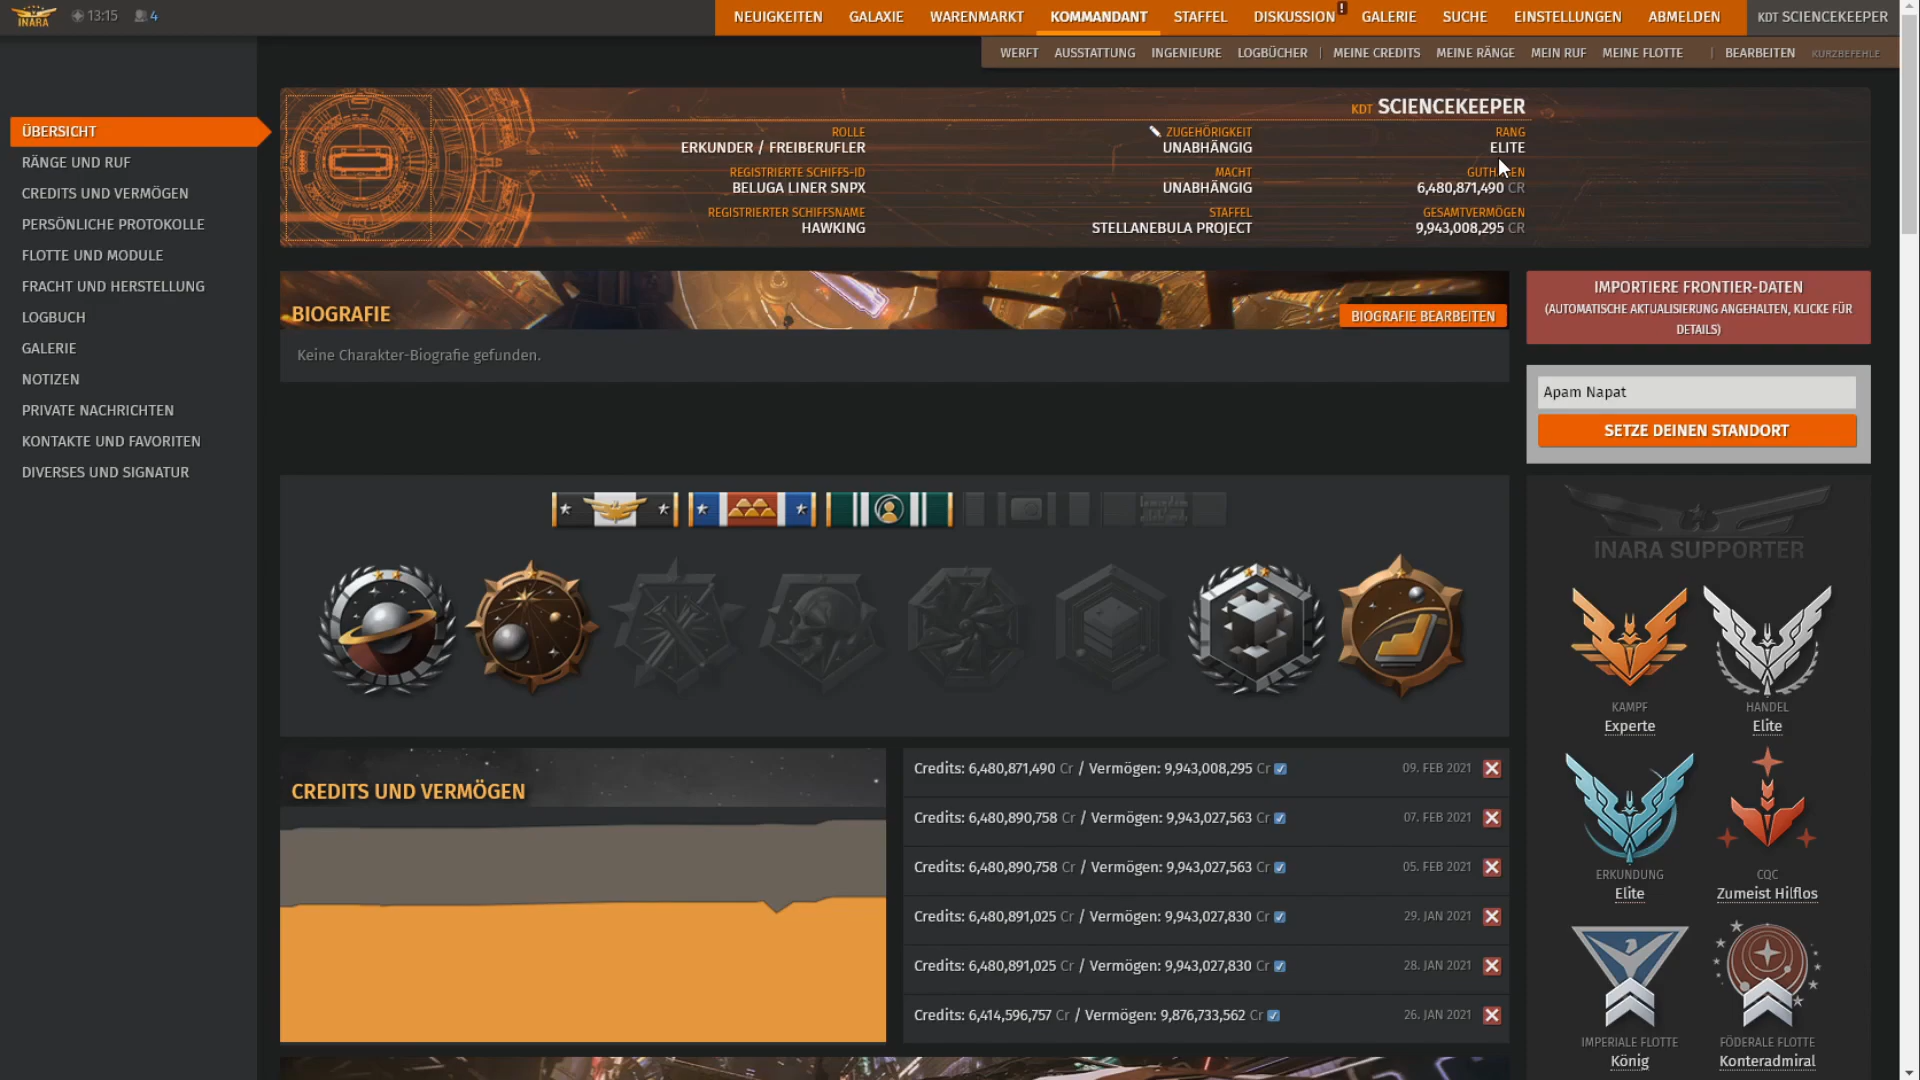 INARA
13:15
4
NEUIGKEITEN
GALAXIE
WARENMARKT
KOMMANDANT
STAFFEL
DISKUSSION !
GALERIE
SUCHE
EINSTELLUNGEN
ABMELDEN
KDT SCIENCEKEEPER
WERFT
AUSSTATTUNG
INGENIEURE
LOGBÜCHER |
MEINE CREDITS
MEINE RÄNGE
MEIN RUF
MEINE FLOTTE
| BEARBEITEN
KURZBEFEHLE
ÜBERSICHT
RÄNGE UND RUF
CREDITS UND VERMÖGEN
PERSÖNLICHE PROTOKOLLE
FLOTTE UND MODULE
FRACHT UND HERSTELLUNG
LOGBUCH
GALERIE
NOTIZEN
PRIVATE NACHRICHTEN
KONTAKTE UND FAVORITEN
DIVERSES UND SIGNATUR
KDT SCIENCEKEEPER
ROLLE
ERKUNDER / FREIBERUFLER
REGISTRIERTE SCHIFFS-ID
BELUGA LINER SNPX
REGISTRIERTER SCHIFFSNAME
HAWKING
ZUGEHÖRIGKEIT
UNABHÄNGIG
MACHT
UNABHÄNGIG
STAFFEL
STELLANEBULA PROJECT
RANG
ELITE
6,480,871,490 CR
GESAMTVERMÖGEN
9,943,008,295 CR
BIOGRAFIE
BIOGRAFIE BEARBEITEN
Keine Charakter-Biografie gefunden.
IMPORTIERE FRONTIER-DATEN
(AUTOMATISCHE AKTUALISIERUNG ANGEHALTEN, KLICKE FÜR
DETAILS)
Apam Napat
SETZE DEINEN STANDORT
INARA SUPPORTER
KAMPF
Experte
HANDEL
Elite
ERKUNDUNG
Elite
CQC
Zumeist Hilflos
IMPERIALE FLOTTE
König
FÖDERALE FLOTTE
Konteradmiral
CREDITS UND VERMÖGEN
Credits: 6,480,871,490 Cr / Vermögen: 9,943,008,295 Cr
09. FEB 2021
Credits: 6,480,890,758 Cr / Vermögen: 9,943,027,563 Cr
07. FEB 2021
Credits: 6,480,890,758 Cr / Vermögen: 9,943,027,563 Cr
05. FEB 2021
Credits: 6,480,891,025 Cr / Vermögen: 9,943,027,830 Cr
29. JAN 2021
Credits: 6,480,891,025 Cr / Vermögen: 9,943,027,830 Cr
28. JAN 2021
Credits: 6,414,596,757 Cr / Vermögen: 9,876,733,562 Cr
26. JAN 2021